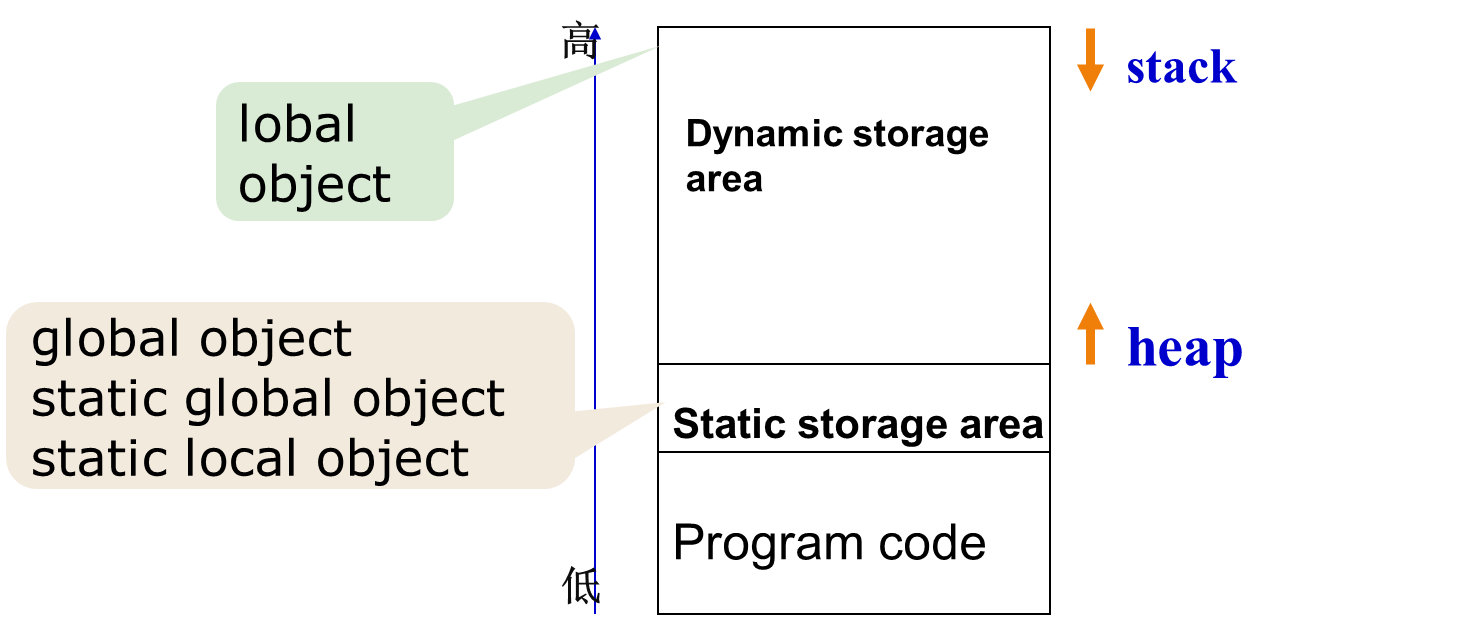 高
stack
lobal
object
Dynamic storage
area
global object
static global object
static local object
heap
Static storage area
Program code
低